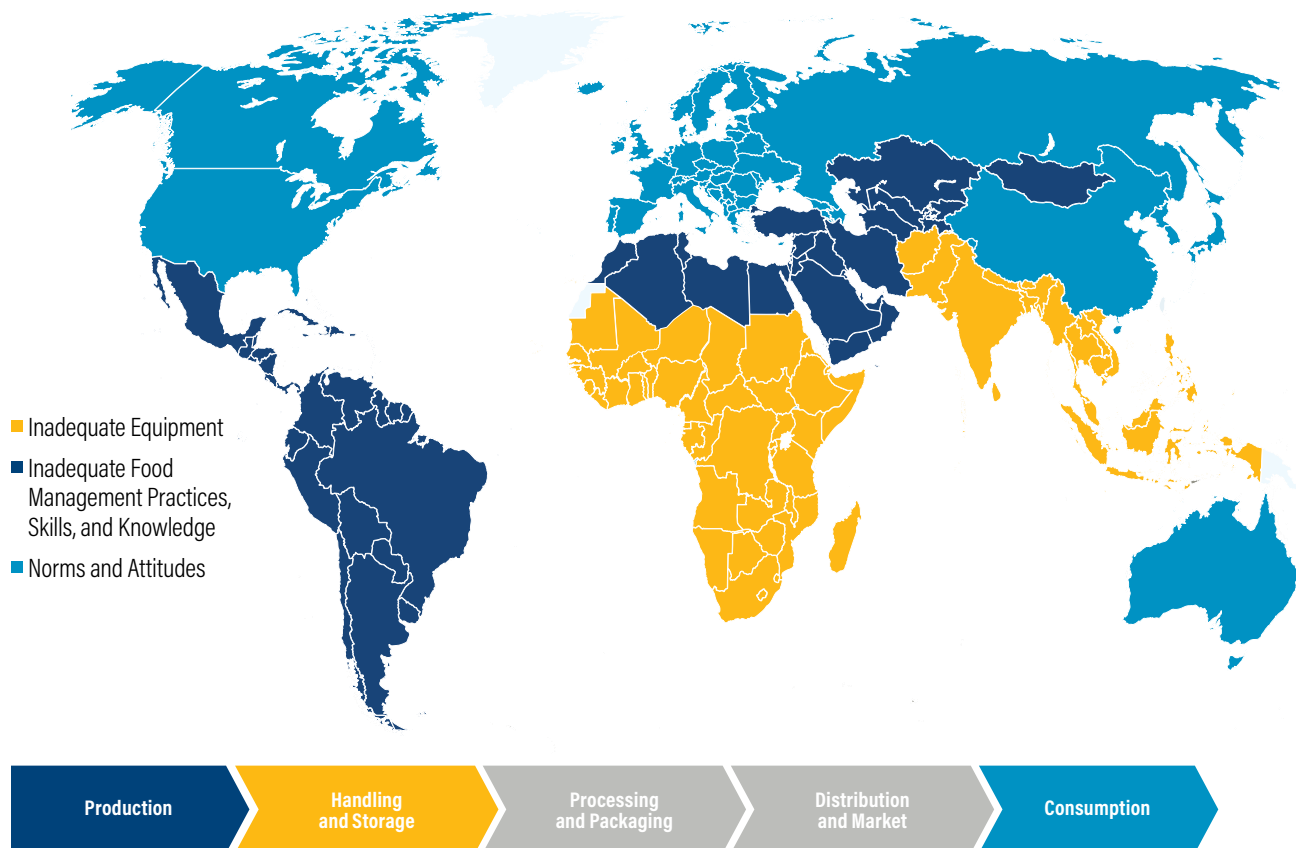 Inadequate Equipment
Inadequate Food
Management Practices,
Skills, and Knowledge
Norms and Attitudes
Production
Handling
and Storage
Processing
and Packaging
Distribution
and Market
Consumption